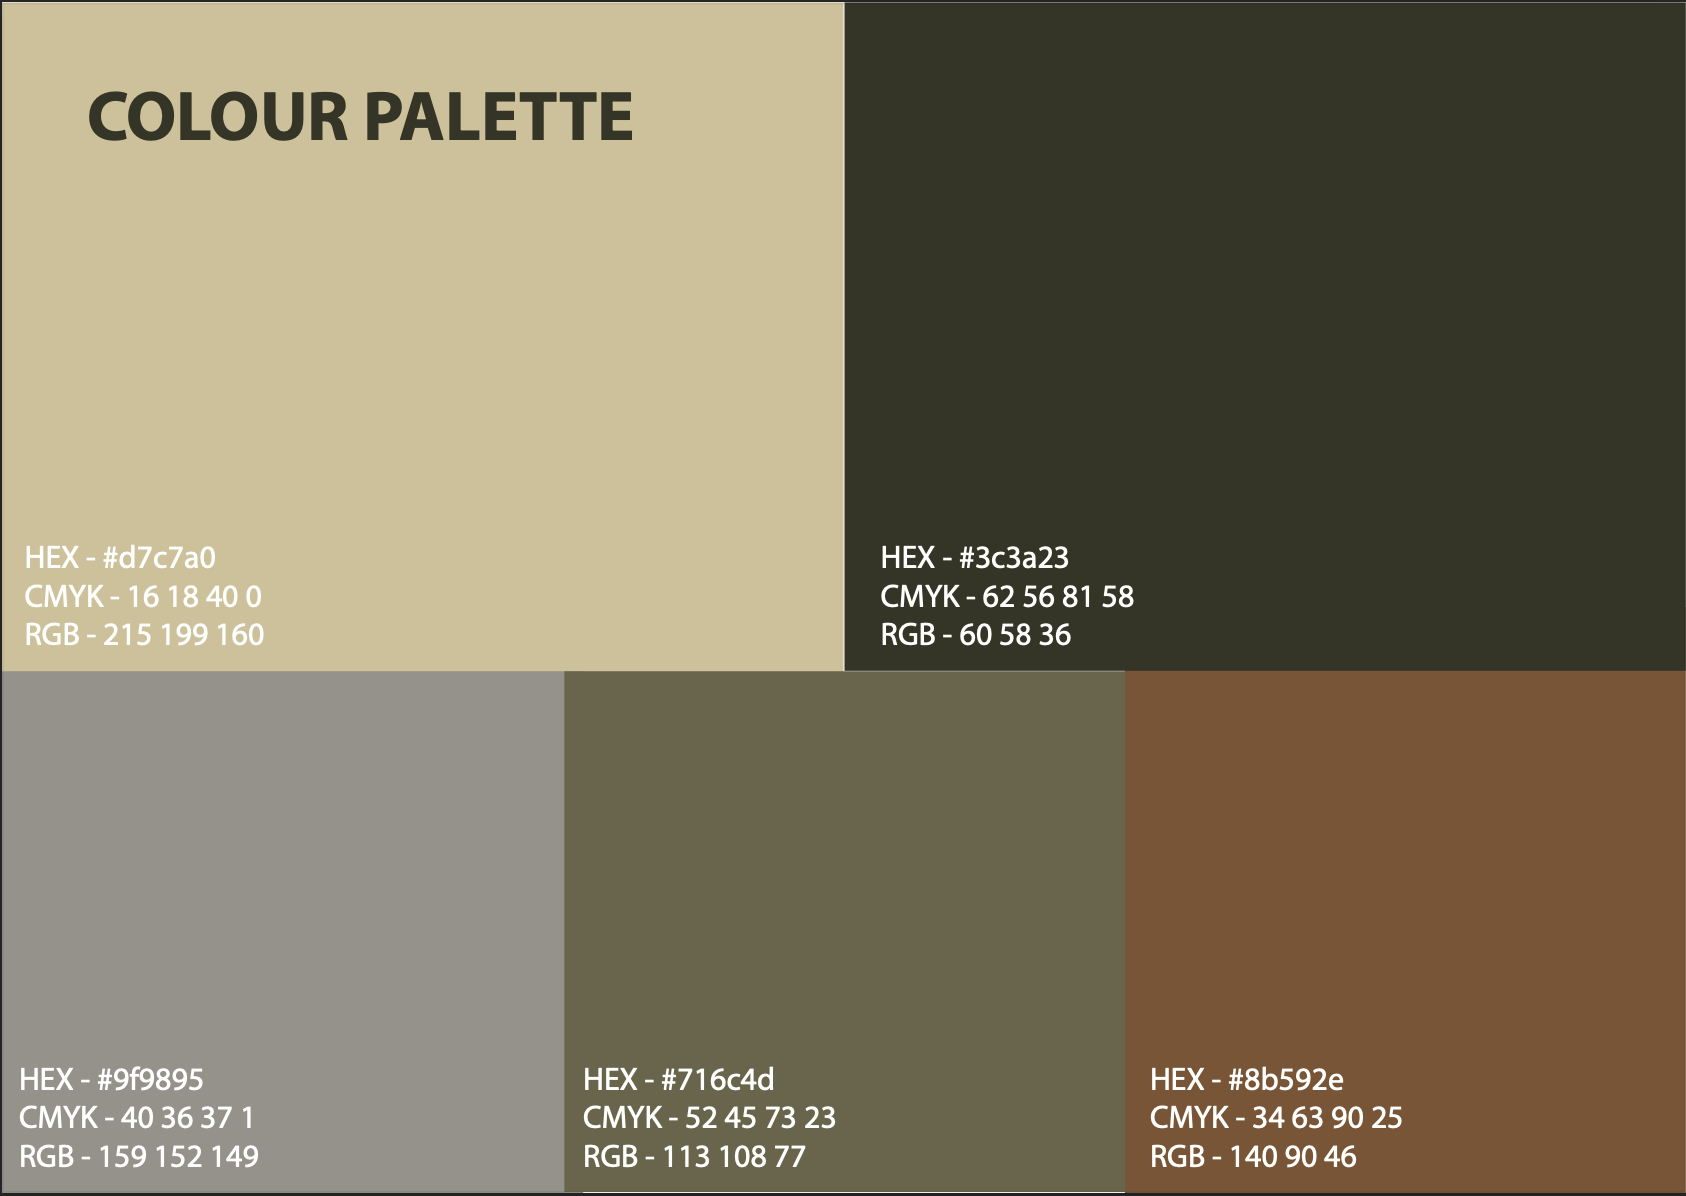 COLOUR PALETTE
HEX - #d7c7a0
CMYK - 16 18 40 0
RGB - 215 199 160
HEX - #3c3a23
CMYK - 62 56 81 58
RGB - 60 58 36
HEX - #9f9895
CMYK - 40 36 37 1
RGB - 159 152 149
HEX - #716c4d
CMYK - 52 45 73 23
RGB - 113 108 77
HEX - #8b592e
CMYK - 34 63 90 25
RGB - 140 90 46